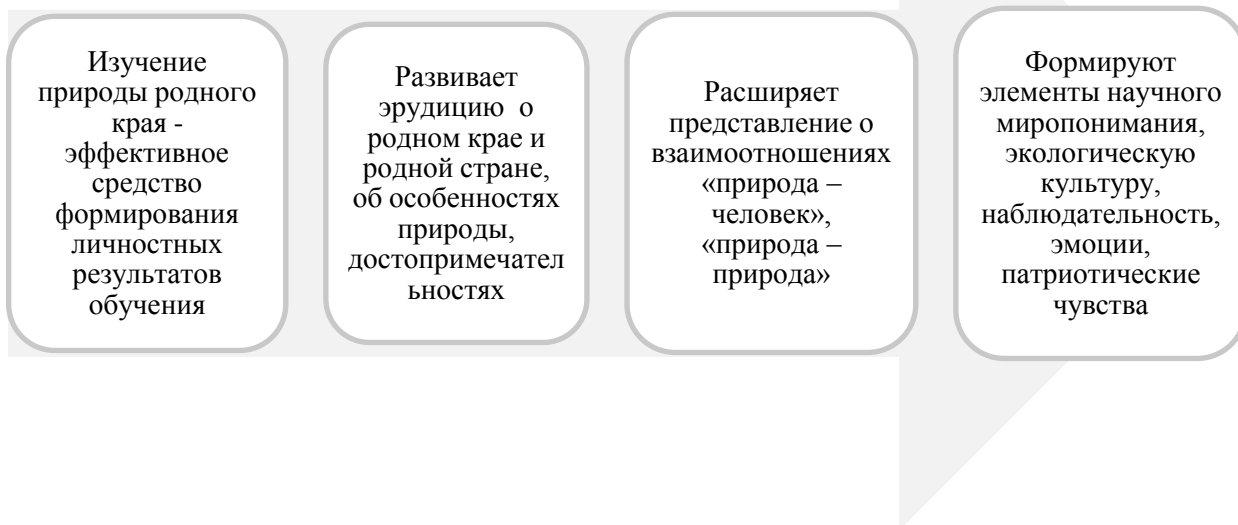 Изучение
природы родного
края -
эффективное
средство
формирования
личностных
результатов
обучения
Развивает
эрудицию о
родном крае и
родной стране,
об особенностях
природы,
достопримечател
ьностях
Расширяет
представление о
взаимоотношениях
«природа –
человек»,
«природа –
природа»
Формируют
элементы научного
миропонимания,
экологическую
культуру,
наблюдательность,
эмоции,
патриотические
чувства